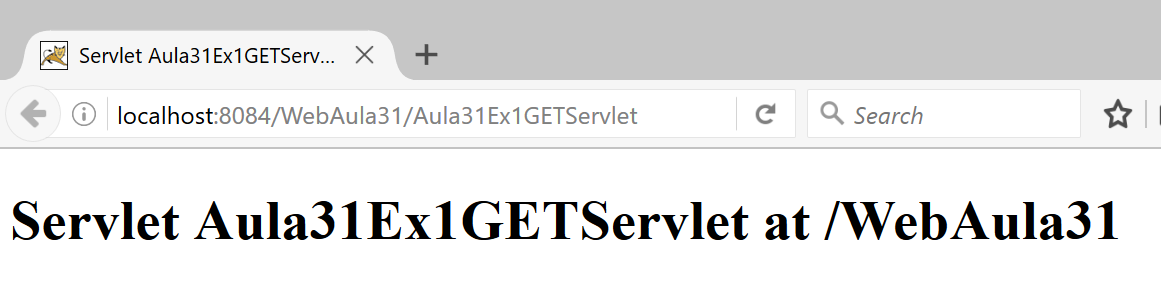 Servlet Aula31Ex1GETServ...
localhost:8084/WebAula31/Aula31Ex1GETServlet
Search
Servlet Aula31Ex1GETServlet at /WebAula31